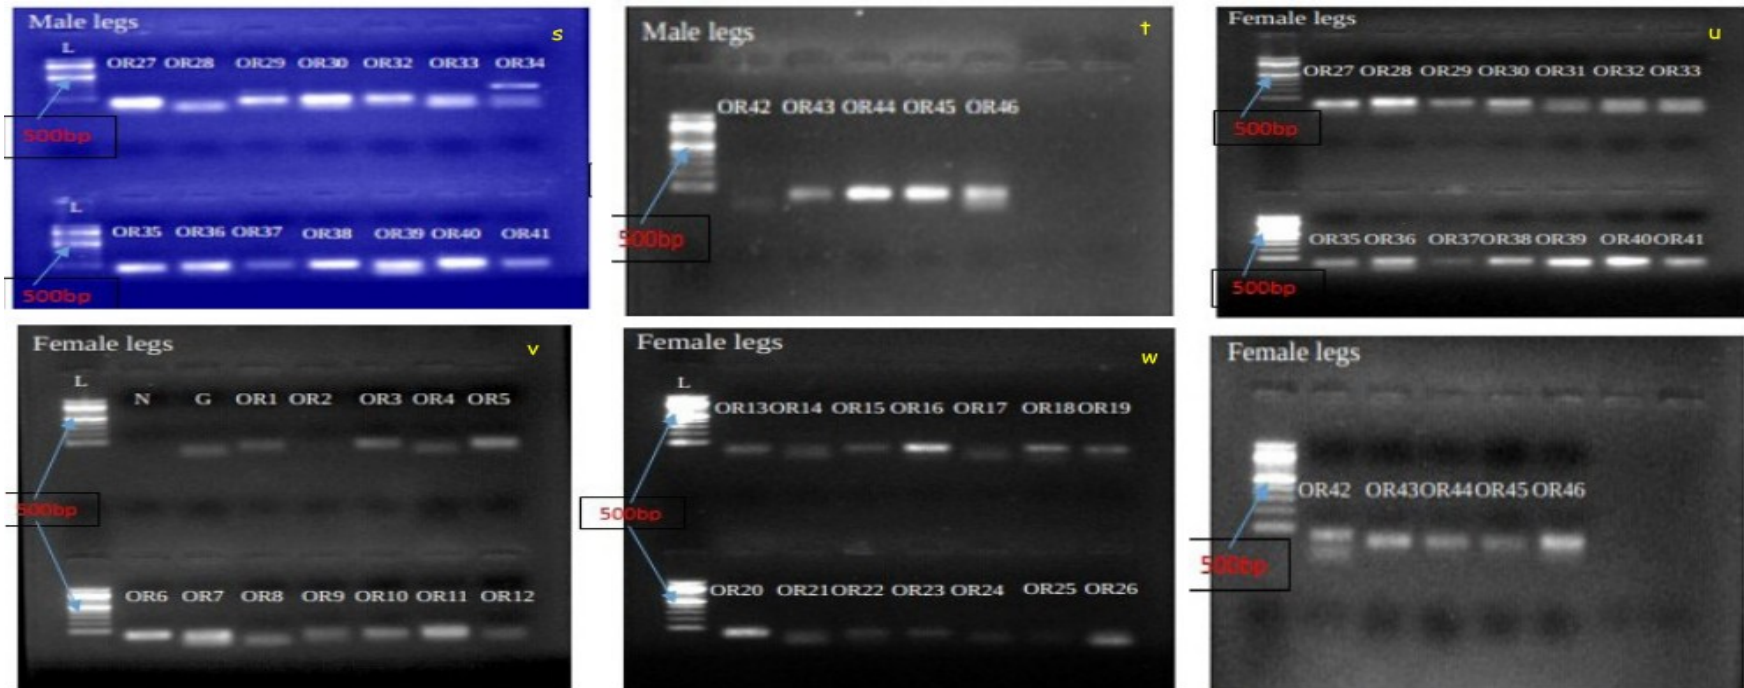 Male legs s
L
OR27 OR28 OR29 OR30 OR32 OR33 OR34
500bp
L
OR35 OR36 OR37 OR38 OR39 OR40 OR41
500bp
Male legs t
OR42 OR43 OR44 OR45 OR46
500bp
Female legs u
OR27 OR28 OR29 OR30 OR31 OR32 OR33
500bp
OR35 OR36 OR37 OR38 OR39 OR40 OR41
500bp
Female legs v
L
N G OR1 OR2 OR3 OR4 OR5
500bp
OR6 OR7 OR8 OR9 OR10 OR11 OR12
Female legs w
L
OR13 OR14 OR15 OR16 OR17 OR18 OR19
500bp
OR20 OR21 OR22 OR23 OR24 OR25 OR26
Female legs
OR42 OR43 OR44 OR45 OR46
500bp